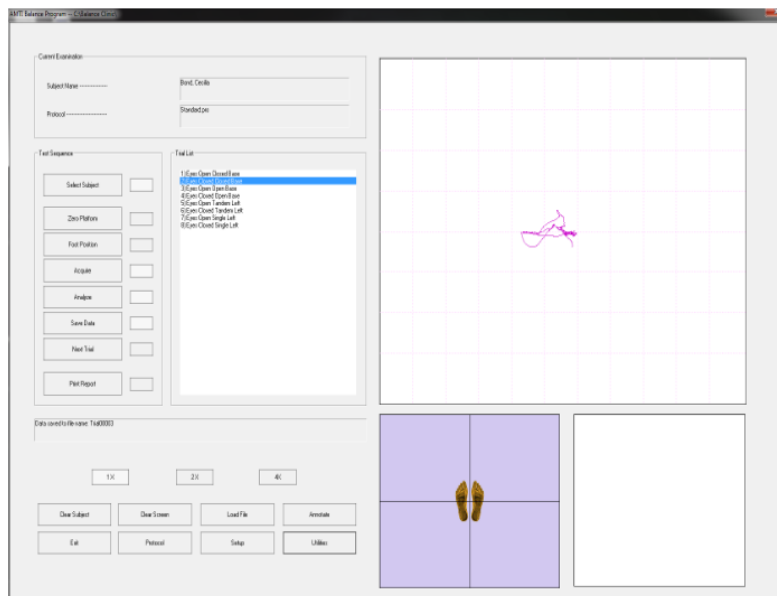 AMTI Balance Program -- C:\Balance Clinic\
Current Examination
Subject Name
Bond, Cecilia
Protocol
Standard.prc
Test Sequence
Trial List
Select Subject
Zero Platform
Foot Position
Acquire
Analyze
Save Data
Next Trial
Print Report
1) Eyes Open Closed Base
2) Eyes Closed Closed Base
3) Eyes Open Open Base
4) Eyes Closed Open Base
5) Eyes Open Tandem Left
6) Eyes Closed Tandem Left
7) Eyes Open Single Left
8) Eyes Closed Single Left
Data saved to file name:
1X
2X
4X
Clear Subject
Clear Screen
Load File
Annotate
Exit
Protocol
Setup
Utilities